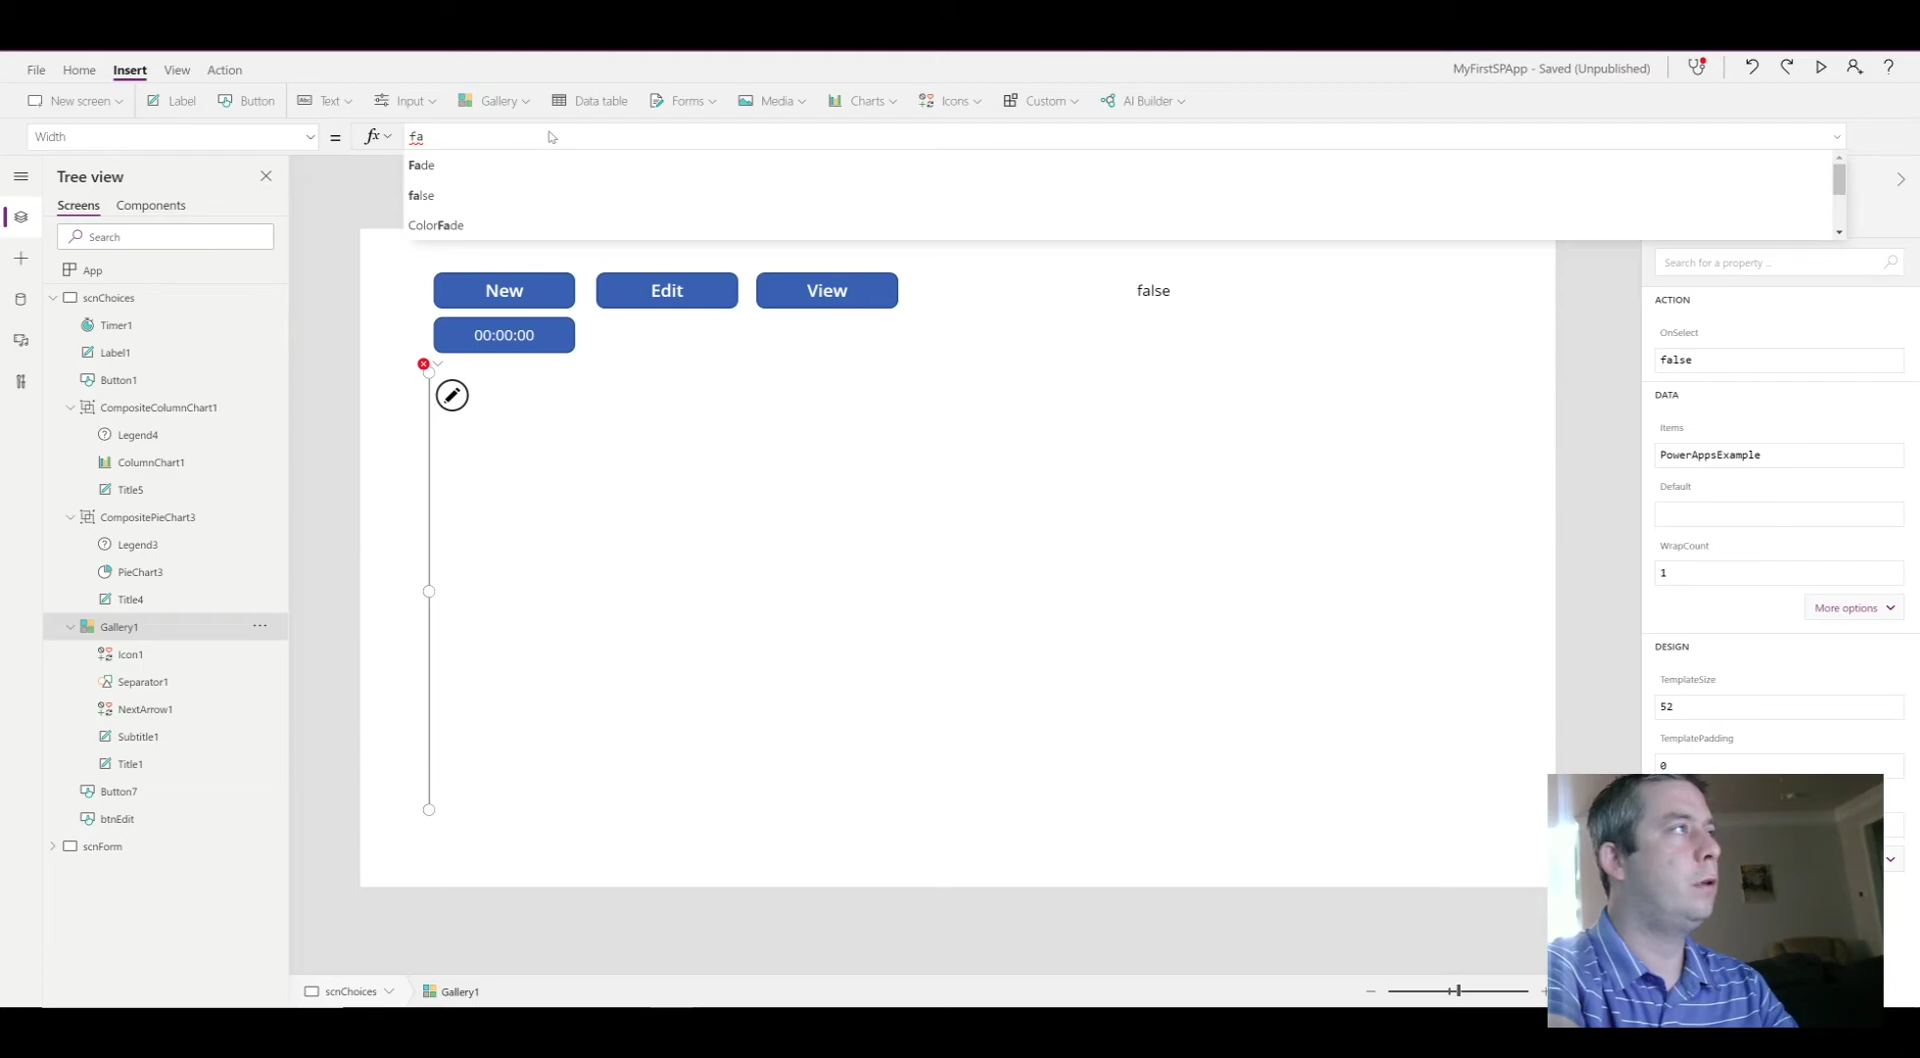 File Home Insert View Action MyFirstSPApp - Saved (Unpublished) ?
New screen Label Button Text Input Gallery Data table Forms Media Charts Icons Custom AI Builder
Width = fx fa
Fade
false
ColorFade
Tree view
Screens Components
Search
App
scnChoices
Timer1
Label1
Button1
CompositeColumnChart1
Legend4
ColumnChart1
Title5
CompositePieChart3
Legend3
PieChart3
Title4
Gallery1 ...
Icon1
Separator1
NextArrow1
Subtitle1
Title1
Button7
btnEdit
scnForm
New Edit View false
00:00:00
Search for a property ...
ACTION
OnSelect
false
DATA
Items
PowerAppsExample
Default
WrapCount
1
More options
DESIGN
TemplateSize
52
TemplatePadding
0
scnChoices Gallery1